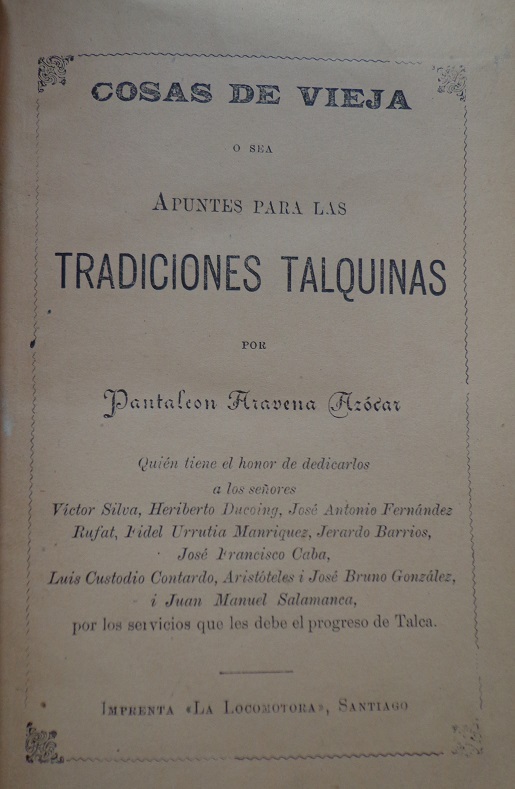 COSAS DE VIEJA
O SEA
APUNTES PARA LAS
TRADICIONES TALQUINAS
POR
Pantaleon Aravena Azócar
Quién tiene el honor de dedicarlos
a los señores
Víctor Silva, Heriberto Ducoing, José Antonio Fernández
Rufat, Fidel Urrutia Manriquez, Jerardo Barrios,
José Francisco Caba,
Luis Custodio Contardo, Aristóteles i José Bruno González,
i Juan Manuel Salamanca,
por los servicios que les debe el progreso de Talca.
IMPRENTA «LA LOCOMOTORA», SANTIAGO